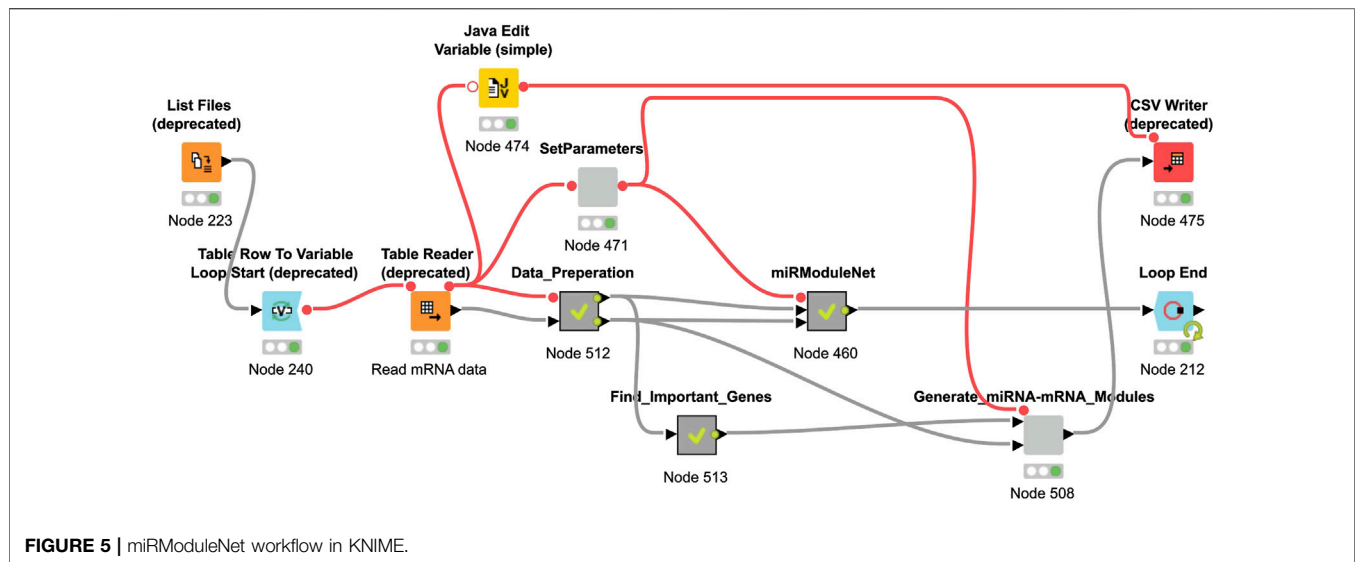 Java Edit
Variable (simple)
Node 474
List Files
(deprecated)
Node 223
CSV Writer
(deprecated)
Node 475
SetParameters
Node 471
Table Row To Variable
Loop Start (deprecated)
Node 240
Table Reader
(deprecated)
Read mRNA data
Data_Preperation
Node 512
miRModuleNet
Node 460
Loop End
Node 212
Find_Important_Genes
Node 513
Generate_miRNA-mRNA_Modules
Node 508
FIGURE 5 | miRModuleNet workflow in KNIME.